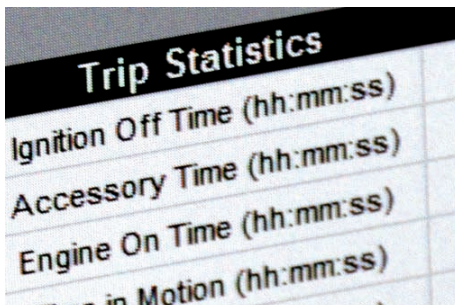 Trip Statistics
Ignition Off Time (hh:mm:ss)
Accessory Time (hh:mm:ss)
Engine On Time (hh:mm:ss)
in Motion (hh:mm:ss)